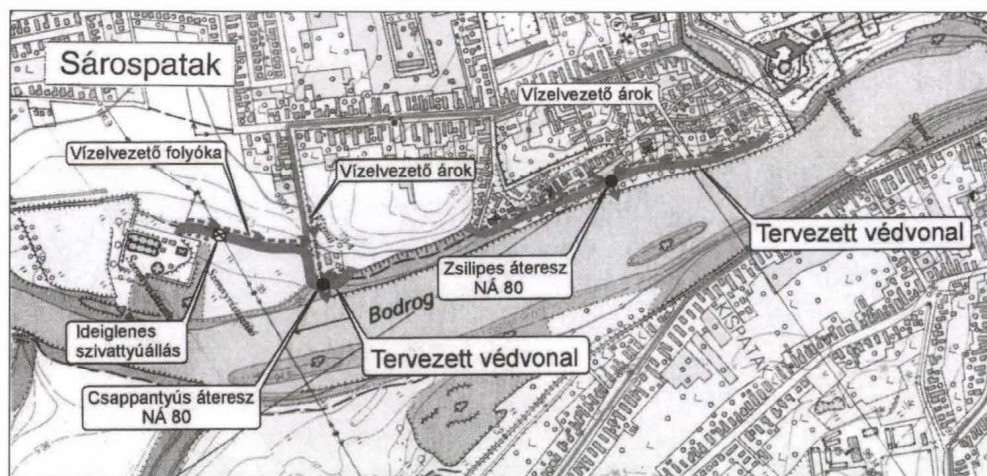 Sárospatak
Vízelvezető árok
Vízelvezető folyóka
Vízelvezető árok
Tervezett védvonal
Zsilipes áteresz
NÁ 80
Bodrog
Ideiglenes
szivattyúállás
Tervezett védvonal
Csappantyús áteresz
NÁ 80
KISPATAK